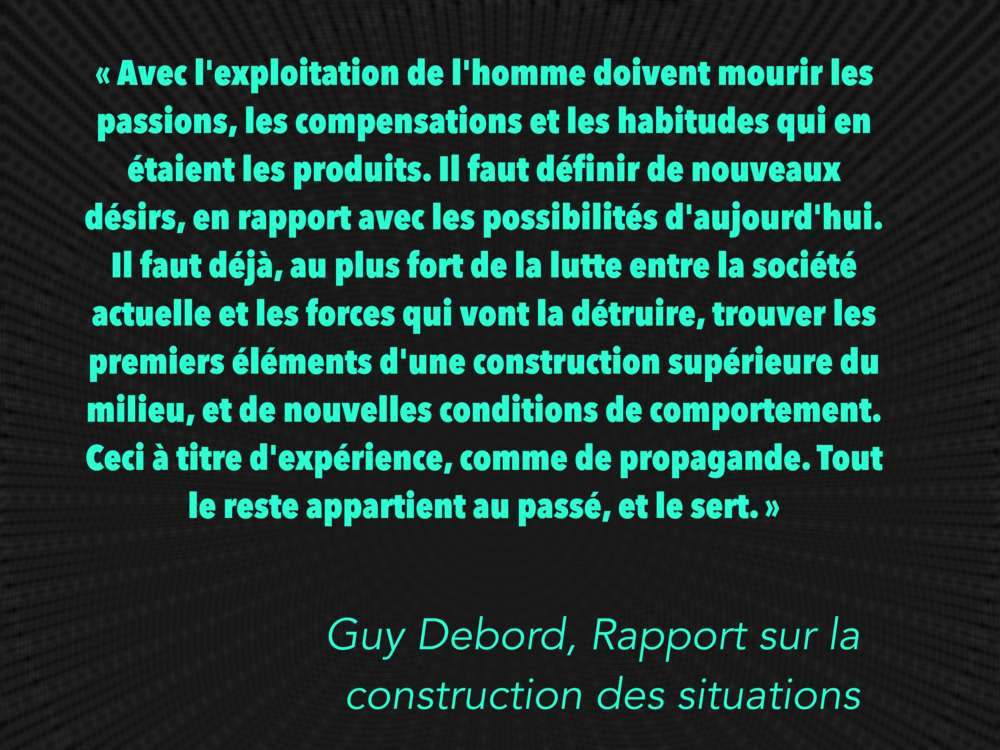 « Avec l'exploitation de l'homme doivent mourir les
passions, les compensations et les habitudes qui en
étaient les produits. Il faut définir de nouveaux
désirs, en rapport avec les possibilités d'aujourd'hui.
Il faut déjà, au plus fort de la lutte entre la société
actuelle et les forces qui vont la détruire, trouver les
premiers éléments d'une construction supérieure du
milieu, et de nouvelles conditions de comportement.
Ceci à titre d'expérience, comme de propagande. Tout
le reste appartient au passé, et le sert. »
Guy Debord, Rapport sur la
construction des situations